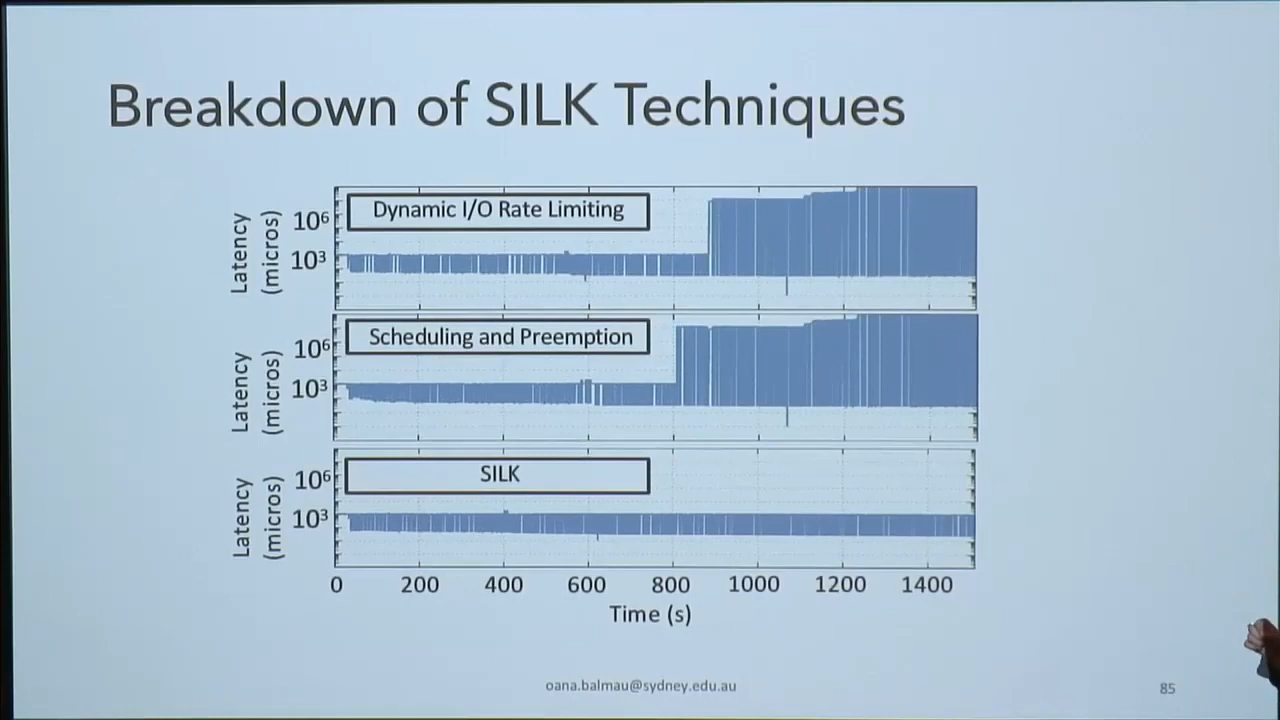 Breakdown of SILK Techniques
Latency
(micros)
10⁶
10³
Dynamic I/O Rate Limiting
Latency
(micros)
10⁶
10³
Scheduling and Preemption
Latency
(micros)
10⁶
10³
SILK
0 200 400 600 800 1000 1200 1400
Time (s)
oana.balmau@sydney.edu.au
85